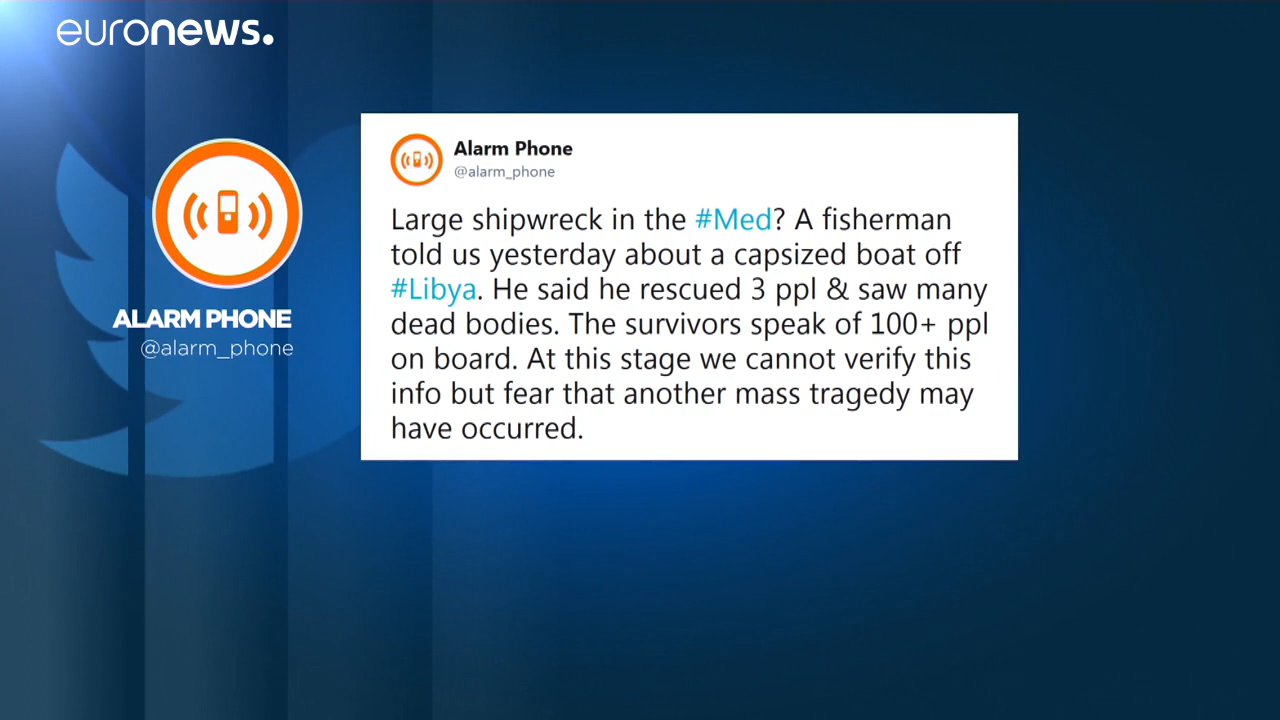 euronews.
ALARM PHONE
@alarm_phone
Alarm Phone
@alarm_phone
Large shipwreck in the #Med? A fisherman
told us yesterday about a capsized boat off
#Libya. He said he rescued 3 ppl & saw many
dead bodies. The survivors speak of 100+ ppl
on board. At this stage we cannot verify this
info but fear that another mass tragedy may
have occurred.